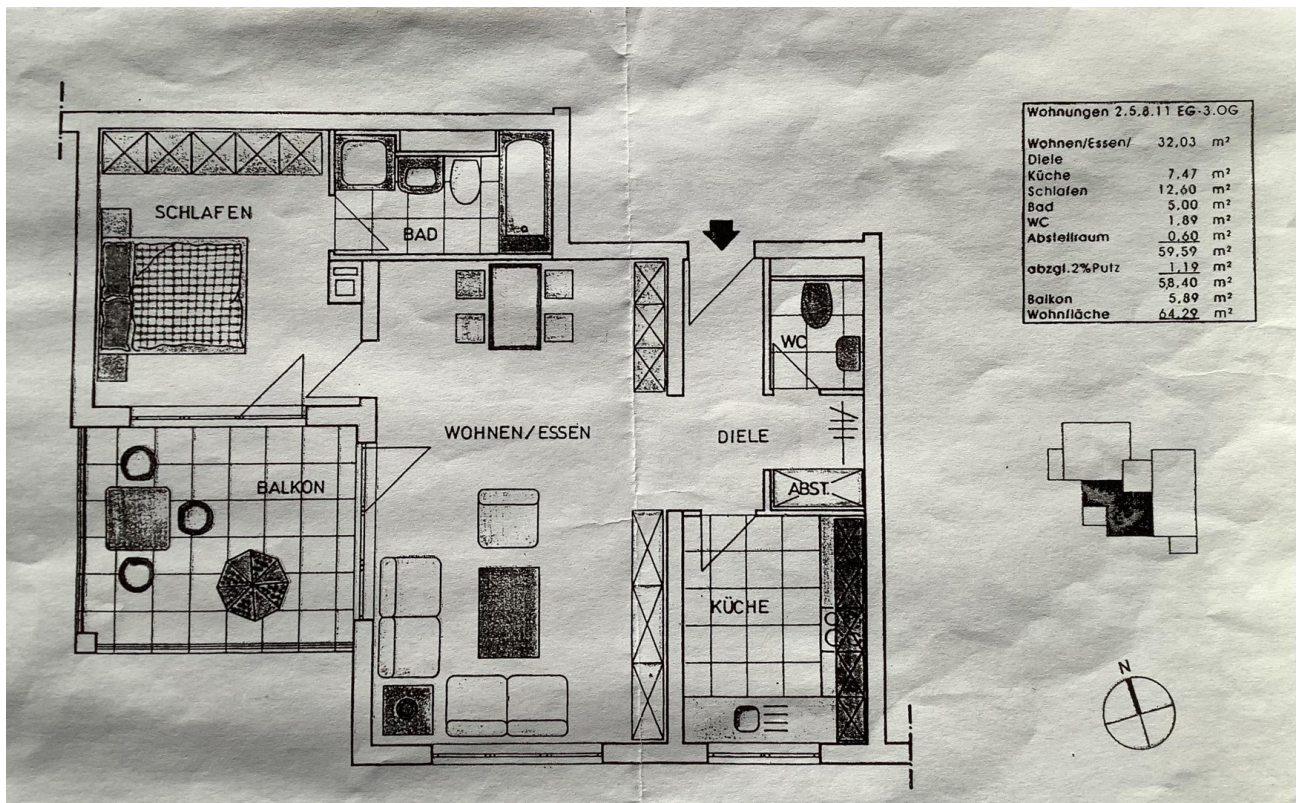 Wohnungen 2.5.8.11 EG-3.OG
Wohnen/Essen/ 32,03 m²
Diele
Küche 7,47 m²
Schlafen 12,60 m²
Bad 5,00 m²
WC 1,89 m²
Abstellraum 0,60 m²
59,59 m²
abzgl.2%Putz 1,19 m²
58,40 m²
Balkon 5,89 m²
Wohnfläche 64,29 m²
SCHLAFEN
BAD
WC
WOHNEN/ESSEN
DIELE
BALKON
ABST.
KÜCHE
N